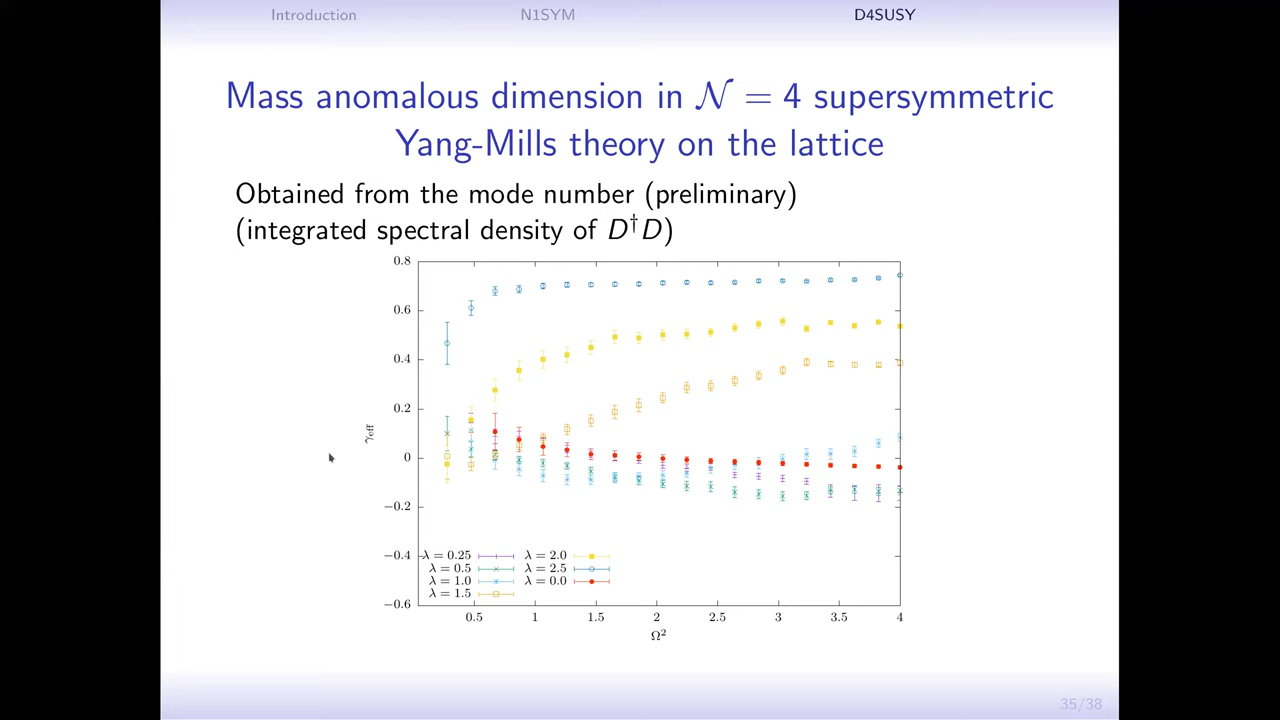 Introduction N1SYM D4SUSY
Mass anomalous dimension in 𝒩 = 4 supersymmetric
Yang-Mills theory on the lattice
Obtained from the mode number (preliminary)
(integrated spectral density of D†D)
0.8
0.6
0.4
0.2
0
−0.2
−0.4
−0.6
γeff
λ = 0.25 λ = 2.0
λ = 0.5 λ = 2.5
λ = 1.0 λ = 0.0
λ = 1.5
0.5 1 1.5 2 2.5 3 3.5 4
Ω²
35/38